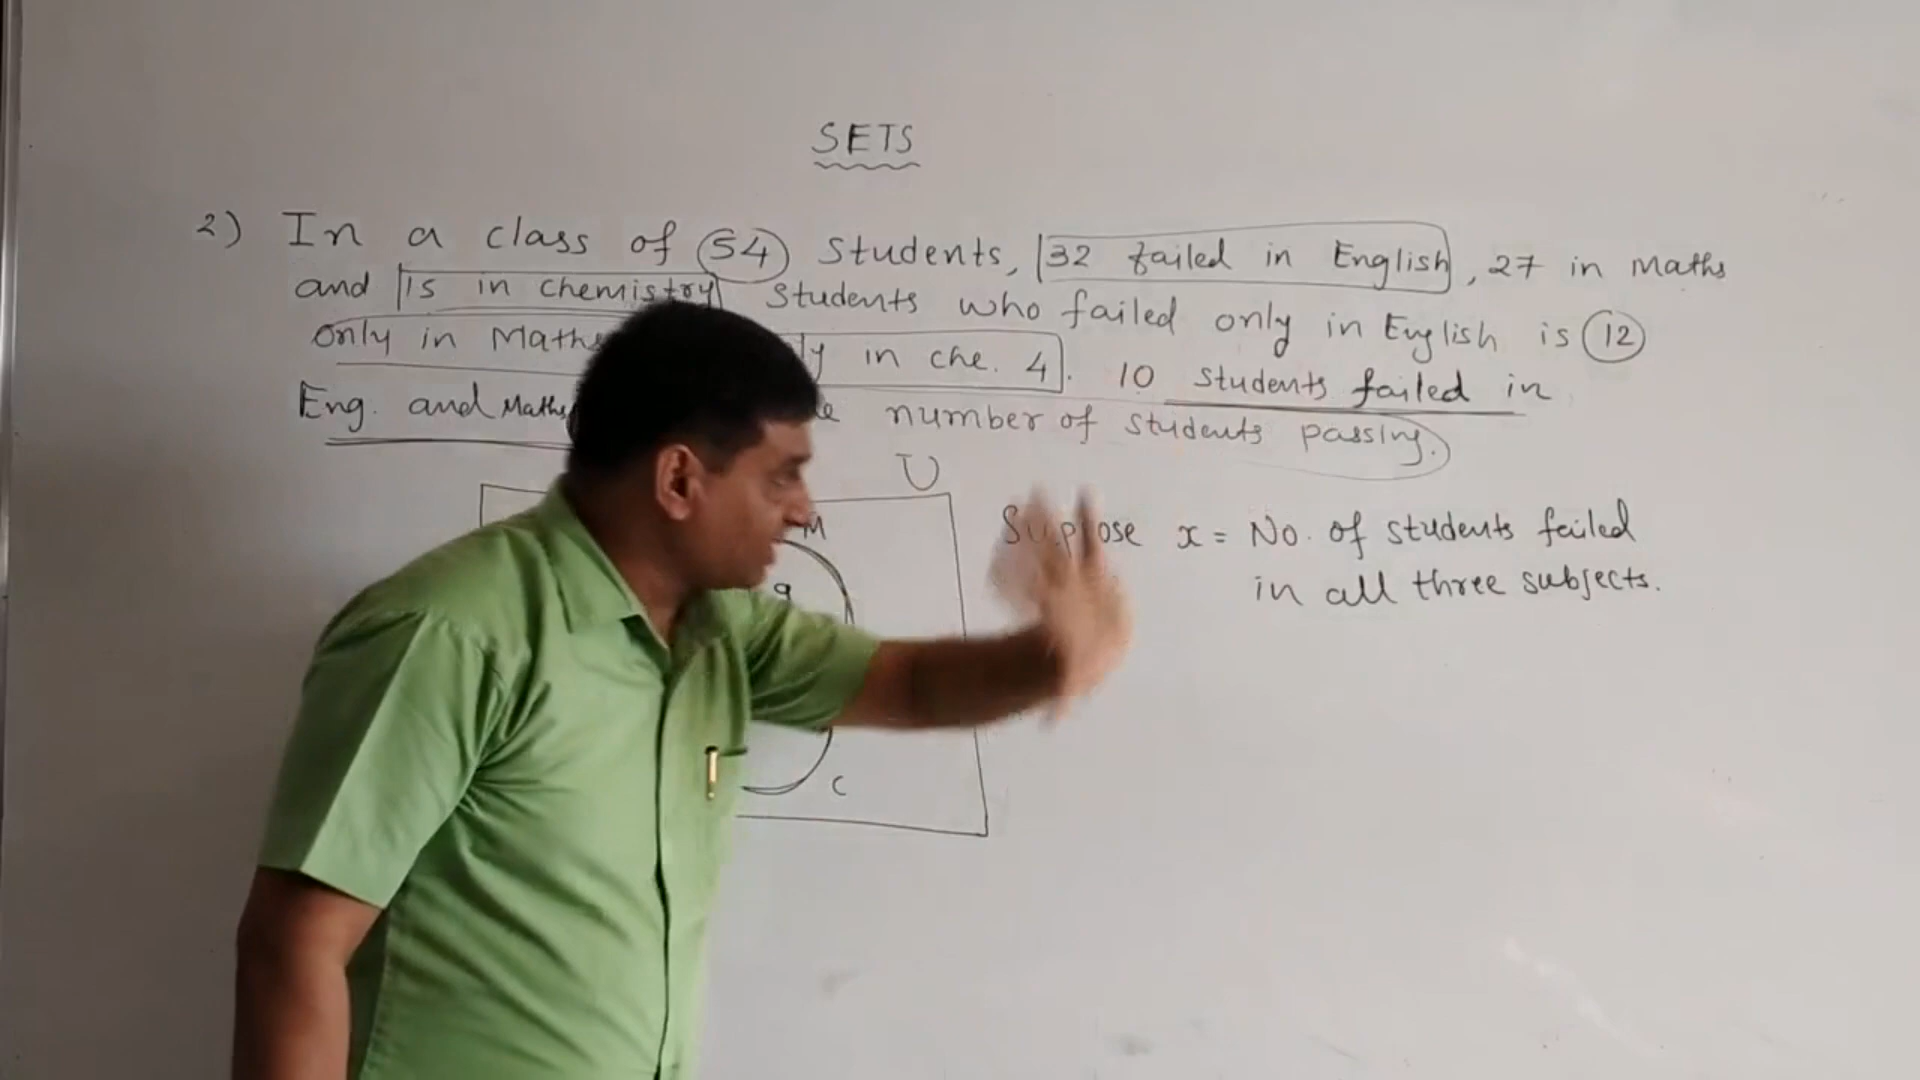 SETS
2) In a class of 54 Students, 32 failed in English, 27 in Maths
and 15 in chemistry Students who failed only in English is 12
only in Maths in che. 4. 10 Students failed in
Eng. and Maths number of students passing.
U
M
Suppose x = No. of students failed
9
in all three subjects.
C